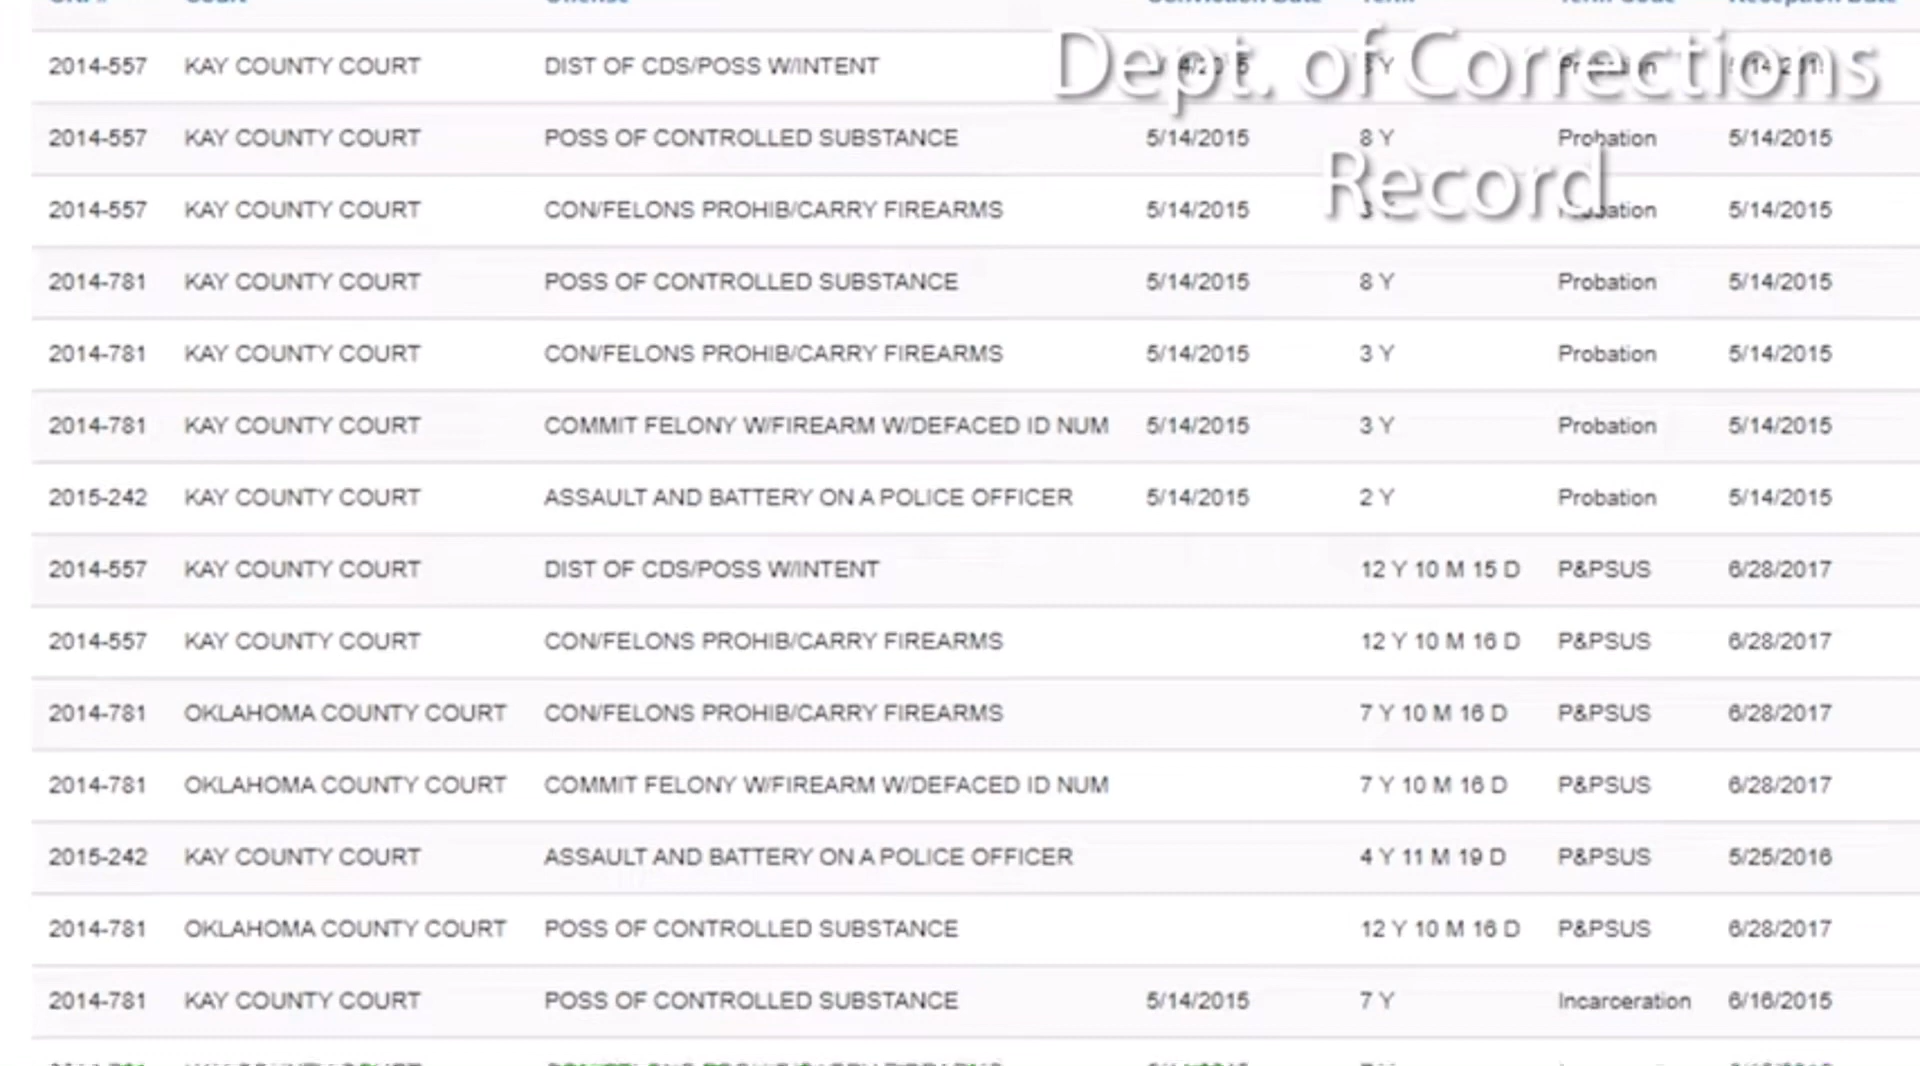 Dept. of Corrections
Record
2014-557 KAY COUNTY COURT DIST OF CDS/POSS W/INTENT
2014-557 KAY COUNTY COURT POSS OF CONTROLLED SUBSTANCE 5/14/2015 8 Y Probation 5/14/2015
2014-557 KAY COUNTY COURT CON/FELONS PROHIB/CARRY FIREARMS 5/14/2015 5/14/2015
2014-781 KAY COUNTY COURT POSS OF CONTROLLED SUBSTANCE 5/14/2015 8 Y Probation 5/14/2015
2014-781 KAY COUNTY COURT CON/FELONS PROHIB/CARRY FIREARMS 5/14/2015 3 Y Probation 5/14/2015
2014-781 KAY COUNTY COURT COMMIT FELONY W/FIREARM W/DEFACED ID NUM 5/14/2015 3 Y Probation 5/14/2015
2015-242 KAY COUNTY COURT ASSAULT AND BATTERY ON A POLICE OFFICER 5/14/2015 2 Y Probation 5/14/2015
2014-557 KAY COUNTY COURT DIST OF CDS/POSS W/INTENT 12 Y 10 M 15 D P&PSUS 6/28/2017
2014-557 KAY COUNTY COURT CON/FELONS PROHIB/CARRY FIREARMS 12 Y 10 M 16 D P&PSUS 6/28/2017
2014-781 OKLAHOMA COUNTY COURT CON/FELONS PROHIB/CARRY FIREARMS 7 Y 10 M 16 D P&PSUS 6/28/2017
2014-781 OKLAHOMA COUNTY COURT COMMIT FELONY W/FIREARM W/DEFACED ID NUM 7 Y 10 M 16 D P&PSUS 6/28/2017
2015-242 KAY COUNTY COURT ASSAULT AND BATTERY ON A POLICE OFFICER 4 Y 11 M 19 D P&PSUS 5/25/2016
2014-781 OKLAHOMA COUNTY COURT POSS OF CONTROLLED SUBSTANCE 12 Y 10 M 16 D P&PSUS 6/28/2017
2014-781 KAY COUNTY COURT POSS OF CONTROLLED SUBSTANCE 5/14/2015 7 Y Incarceration 6/16/2015